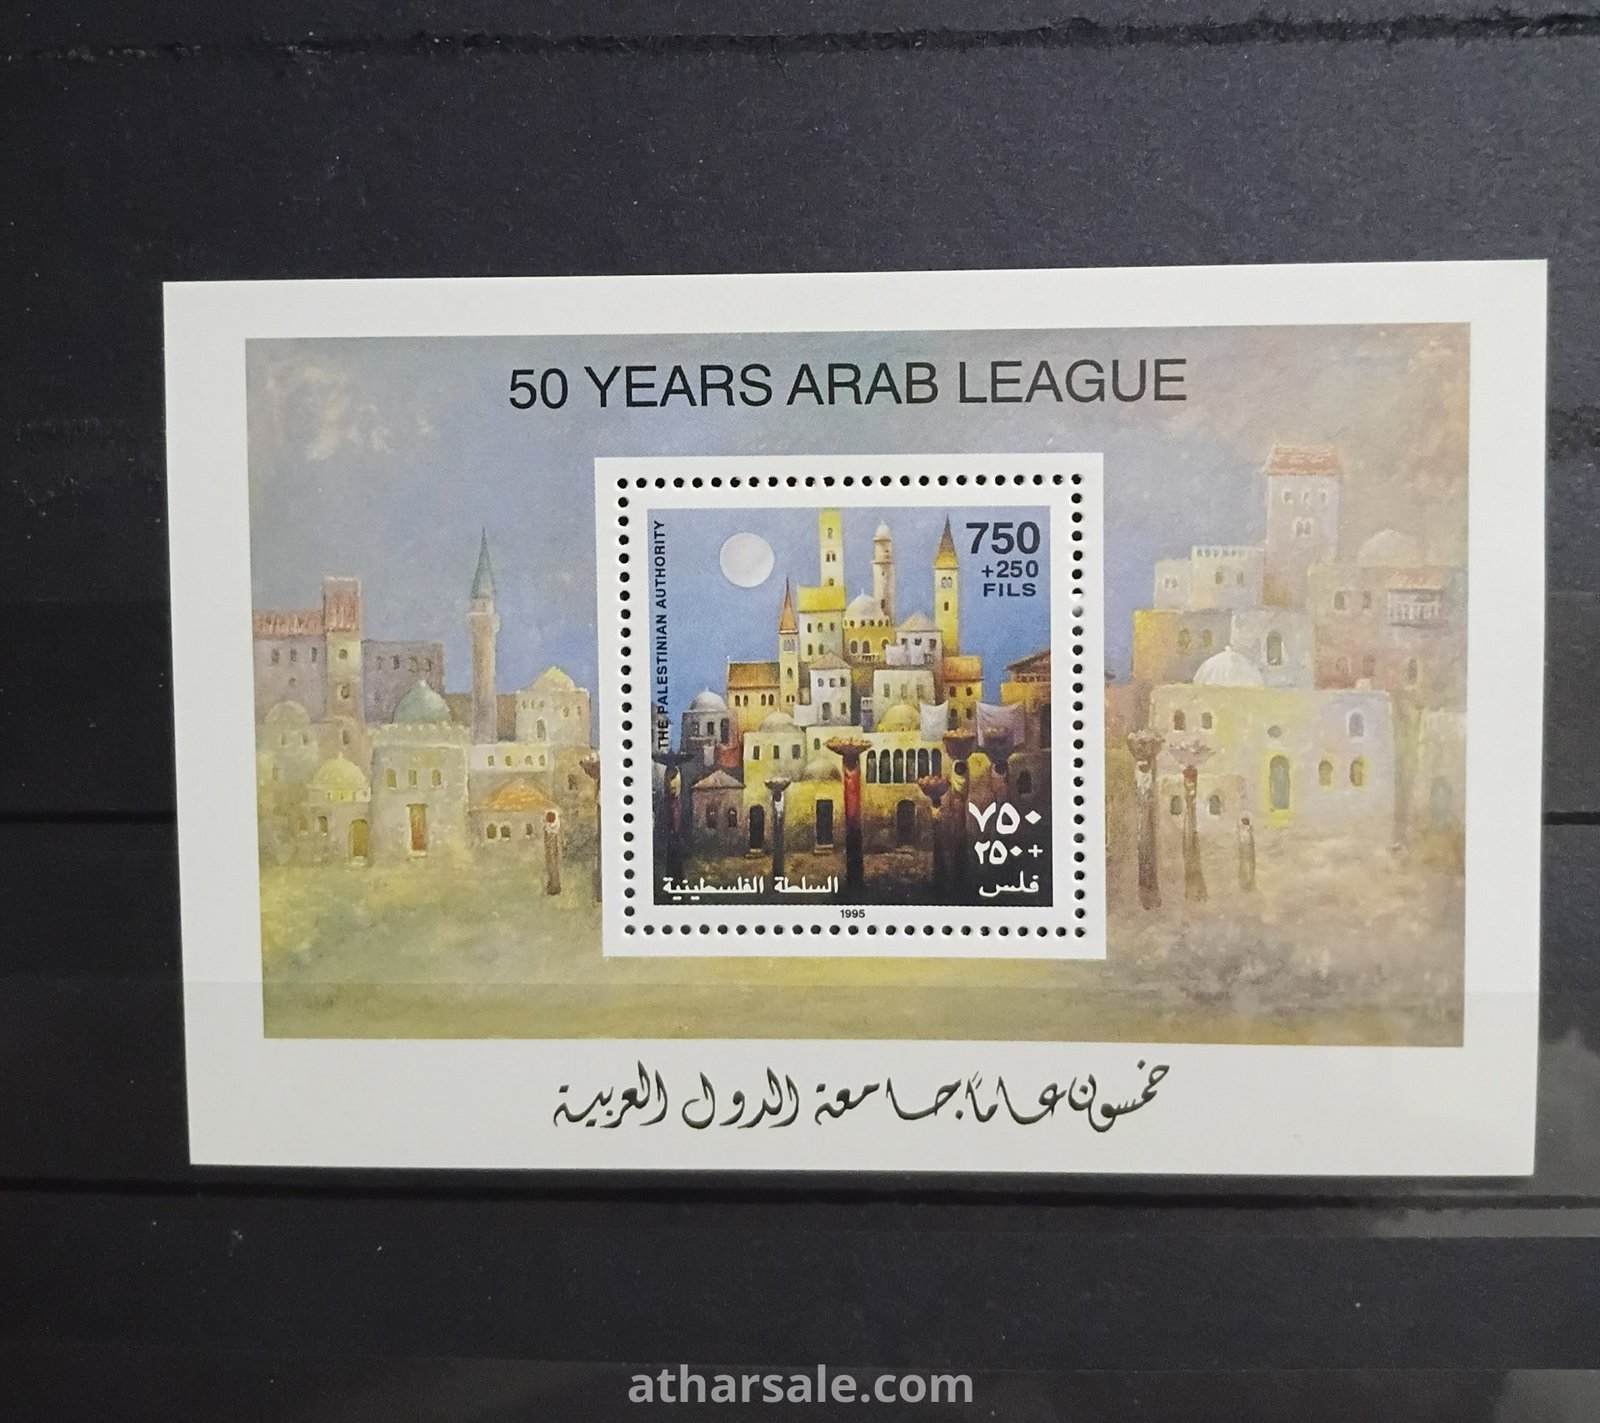 50 YEARS ARAB LEAGUE
THE PALESTINIAN AUTHORITY
750
+250
FILS
٧٥٠
٢٥٠+
فلس
السلطة الفلسطينية
1995
خمسون عامًا جامعة الدول العربية
atharsale.com